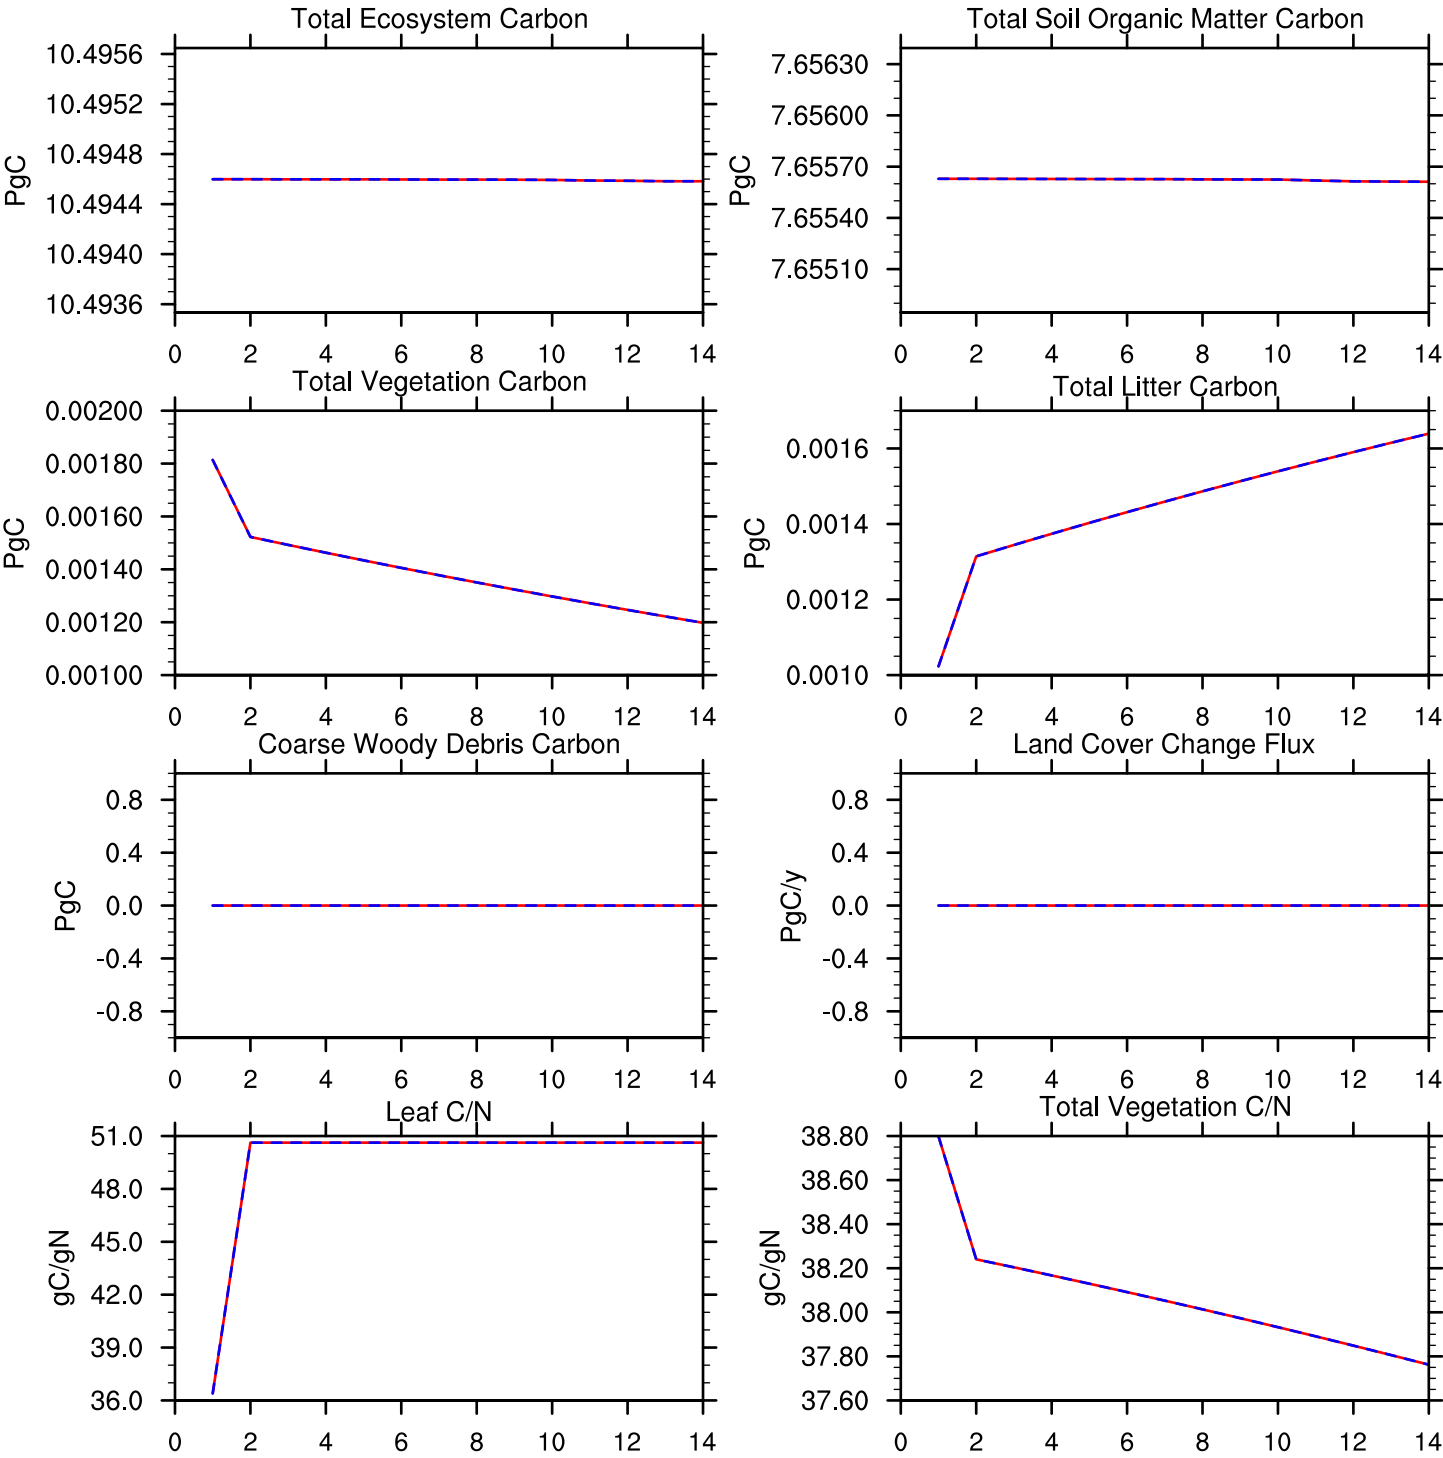 Total Ecosystem Carbon
10.4956
10.4952
10.4948
10.4944
10.4940
10.4936
PgC
0 2 4 6 8 10 12 14
Total Soil Organic Matter Carbon
7.65630
7.65600
7.65570
7.65540
7.65510
PgC
0 2 4 6 8 10 12 14
Total Vegetation Carbon
0.00200
0.00180
0.00160
0.00140
0.00120
0.00100
PgC
0 2 4 6 8 10 12 14
Total Litter Carbon
0.0016
0.0014
0.0012
0.0010
PgC
0 2 4 6 8 10 12 14
Coarse Woody Debris Carbon
0.8
0.4
0.0
-0.4
-0.8
PgC
0 2 4 6 8 10 12 14
Land Cover Change Flux
0.8
0.4
0.0
-0.4
-0.8
PgC/y
0 2 4 6 8 10 12 14
Leaf C/N
51.0
48.0
45.0
42.0
39.0
36.0
gC/gN
0 2 4 6 8 10 12 14
Total Vegetation C/N
38.80
38.60
38.40
38.20
38.00
37.80
37.60
gC/gN
0 2 4 6 8 10 12 14